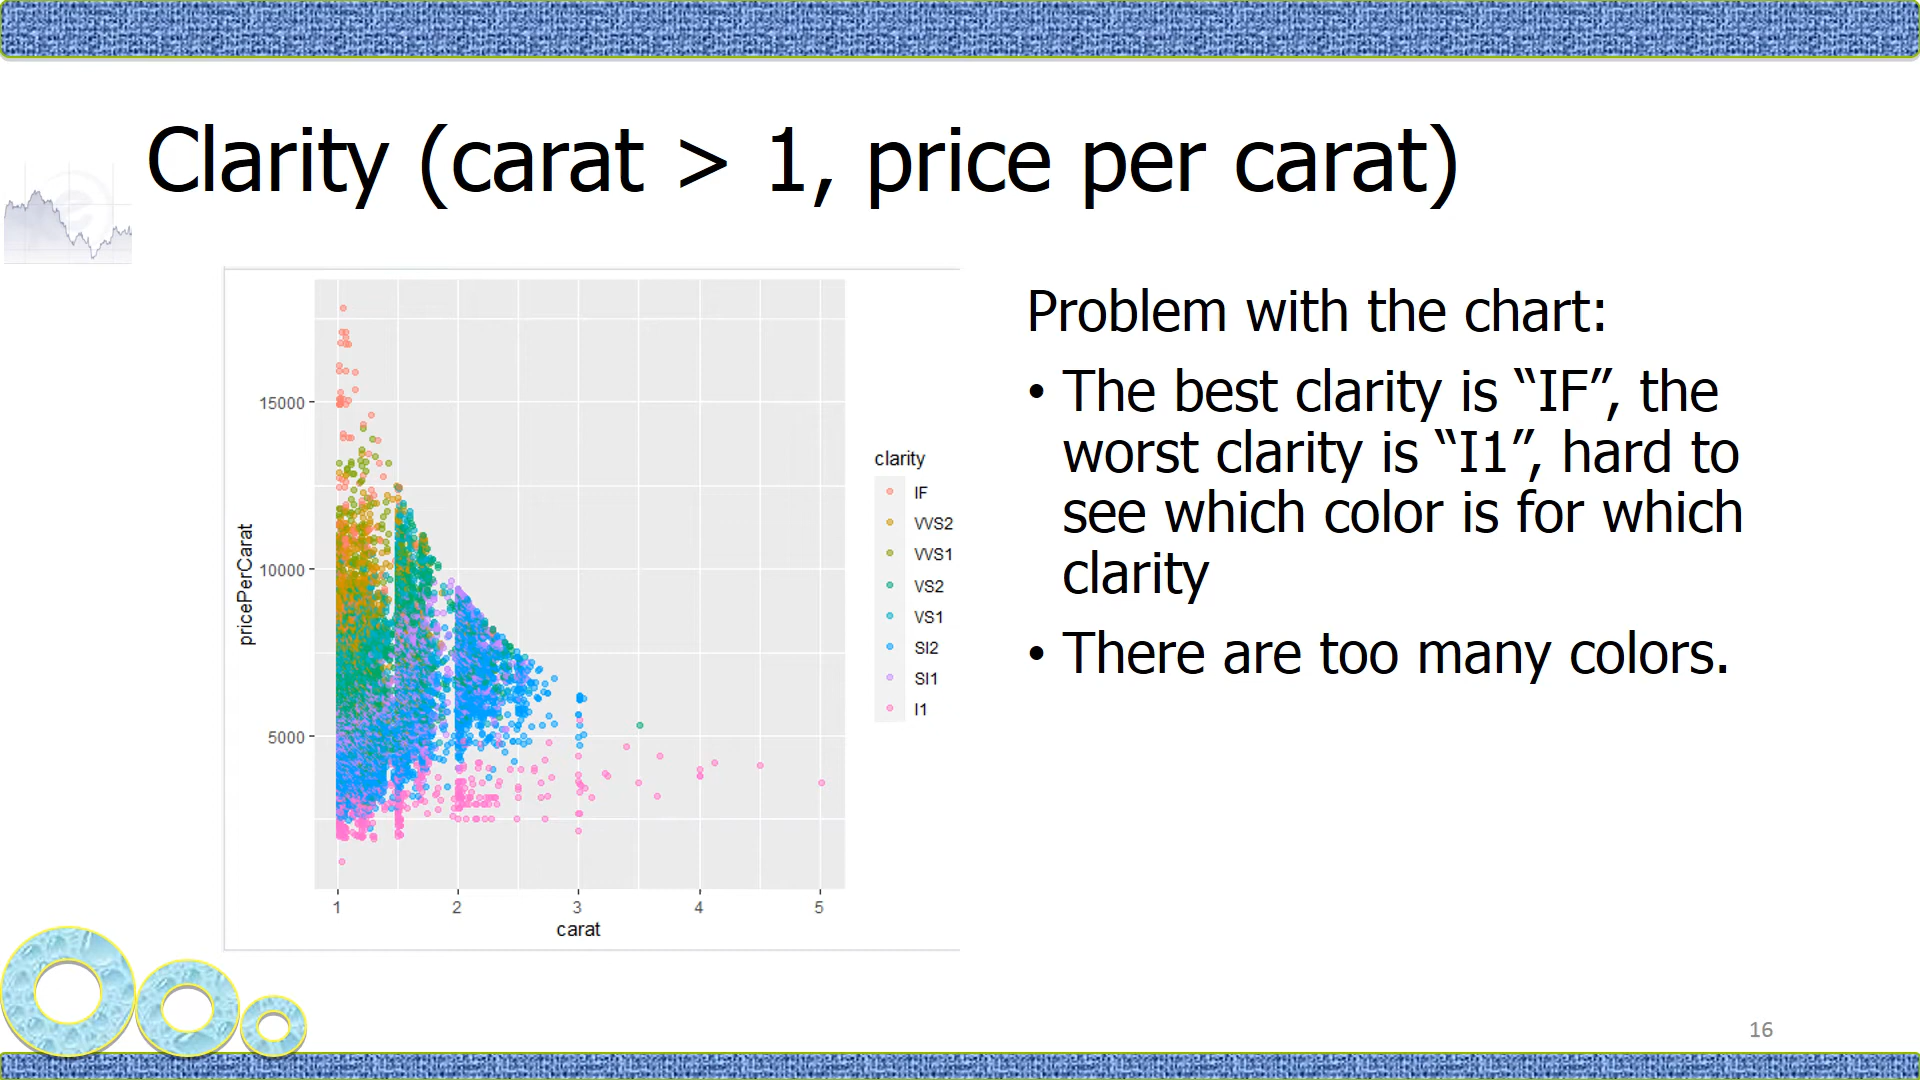 Clarity (carat > 1, price per carat)
15000
10000
5000
pricePerCarat
1 2 3 4 5
carat
clarity
IF
VVS2
VVS1
VS2
VS1
SI2
SI1
I1
Problem with the chart:
• The best clarity is “IF”, the
worst clarity is “I1”, hard to
see which color is for which
clarity
• There are too many colors.
16